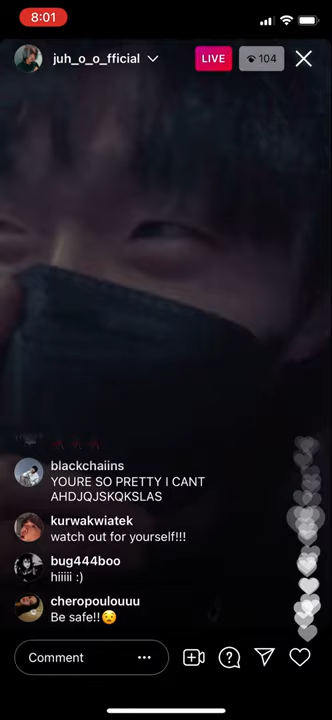 8:01
juh_o_o_fficial
LIVE
104
blackchaiins
YOURE SO PRETTY I CANT
AHDJQJSKQKSLAS
kurwakwiatek
watch out for yourself!!!
bug444boo
hiiiii :)
cheropoulouuu
Be safe!!😟
Comment